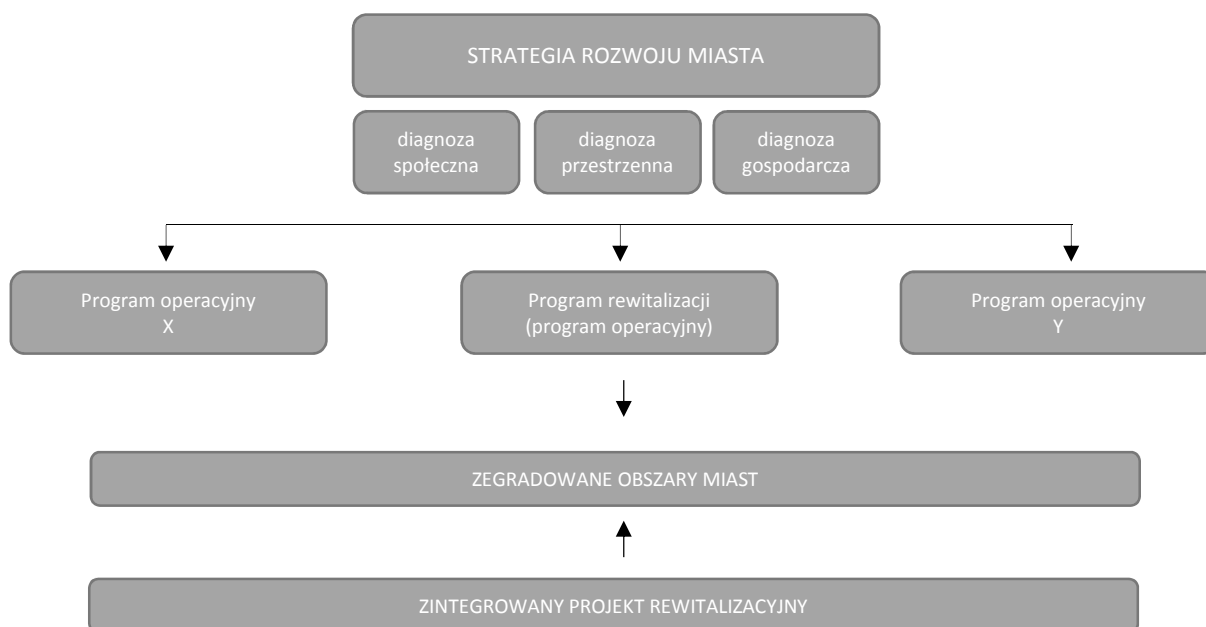 STRATEGIA ROZWOJU MIASTA
diagnoza
społeczna
diagnoza
przestrzenna
diagnoza
gospodarcza
Program operacyjny
X
Program rewitalizacji
(program operacyjny)
Program operacyjny
Y
ZEGRADOWANE OBSZARY MIAST
ZINTEGROWANY PROJEKT REWITALIZACYJNY